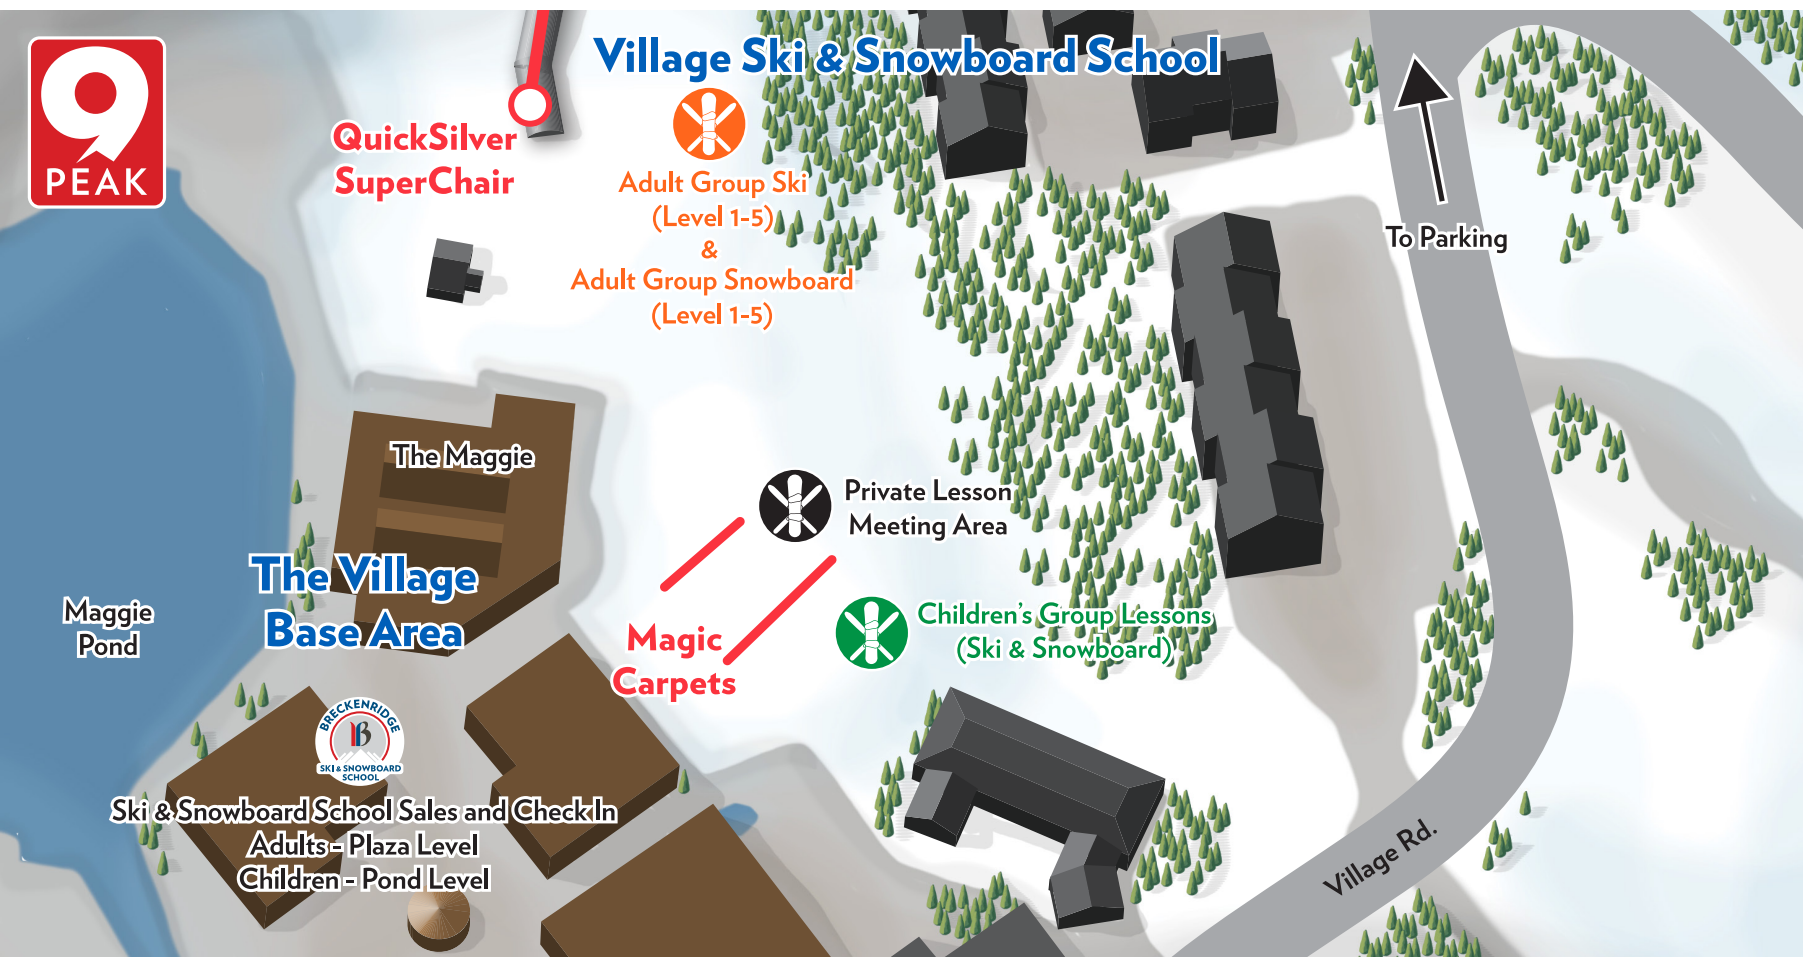 9
PEAK
Village Ski & Snowboard School
QuickSilver
SuperChair
Adult Group Ski
(Level 1-5)
&
Adult Group Snowboard
(Level 1-5)
To Parking
The Maggie
Private Lesson
Meeting Area
The Village
Base Area
Maggie
Pond
Magic
Carpets
Children's Group Lessons
(Ski & Snowboard)
BRECKENRIDGE
B
SKI & SNOWBOARD
SCHOOL
Ski & Snowboard School Sales and Check In
Adults - Plaza Level
Children - Pond Level
Village Rd.